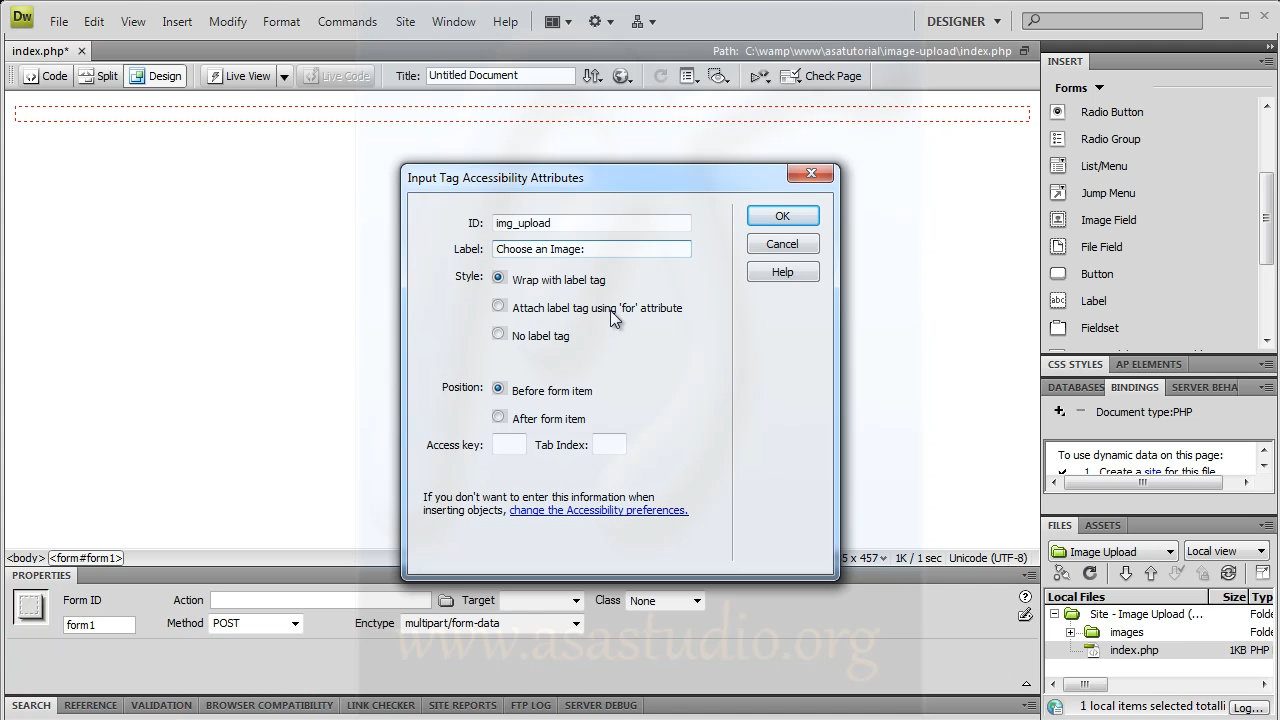 Dw File Edit View Insert Modify Format Commands Site Window Help DESIGNER
index.php* Path: C:\wamp\www\asatutorial\image-upload\index.php
Code Split Design Live View Live Code Title: Untitled Document Check Page
INSERT
Forms
Radio Button
Radio Group
List/Menu
Jump Menu
Image Field
File Field
Button
abc Label
Fieldset
Input Tag Accessibility Attributes
ID: img_upload
Label: Choose an Image:
Style: Wrap with label tag
Attach label tag using 'for' attribute
No label tag
Position: Before form item
After form item
Access key: Tab Index:
If you don't want to enter this information when
inserting objects, change the Accessibility preferences.
OK
Cancel
Help
CSS STYLES AP ELEMENTS
DATABASES BINDINGS SERVER BEHA
Document type:PHP
To use dynamic data on this page:
1. Create a site for this file.
FILES ASSETS
Image Upload Local view
Local Files Size Typ
Site - Image Upload (... Folde
images Folde
index.php 1KB PHP
1 local items selected totalli Log...
<body> <form#form1> 5 x 457 1K / 1 sec Unicode (UTF-8)
PROPERTIES
Form ID Action Target Class None
form1 Method POST Enctype multipart/form-data
www.asastudio.org
SEARCH REFERENCE VALIDATION BROWSER COMPATIBILITY LINK CHECKER SITE REPORTS FTP LOG SERVER DEBUG